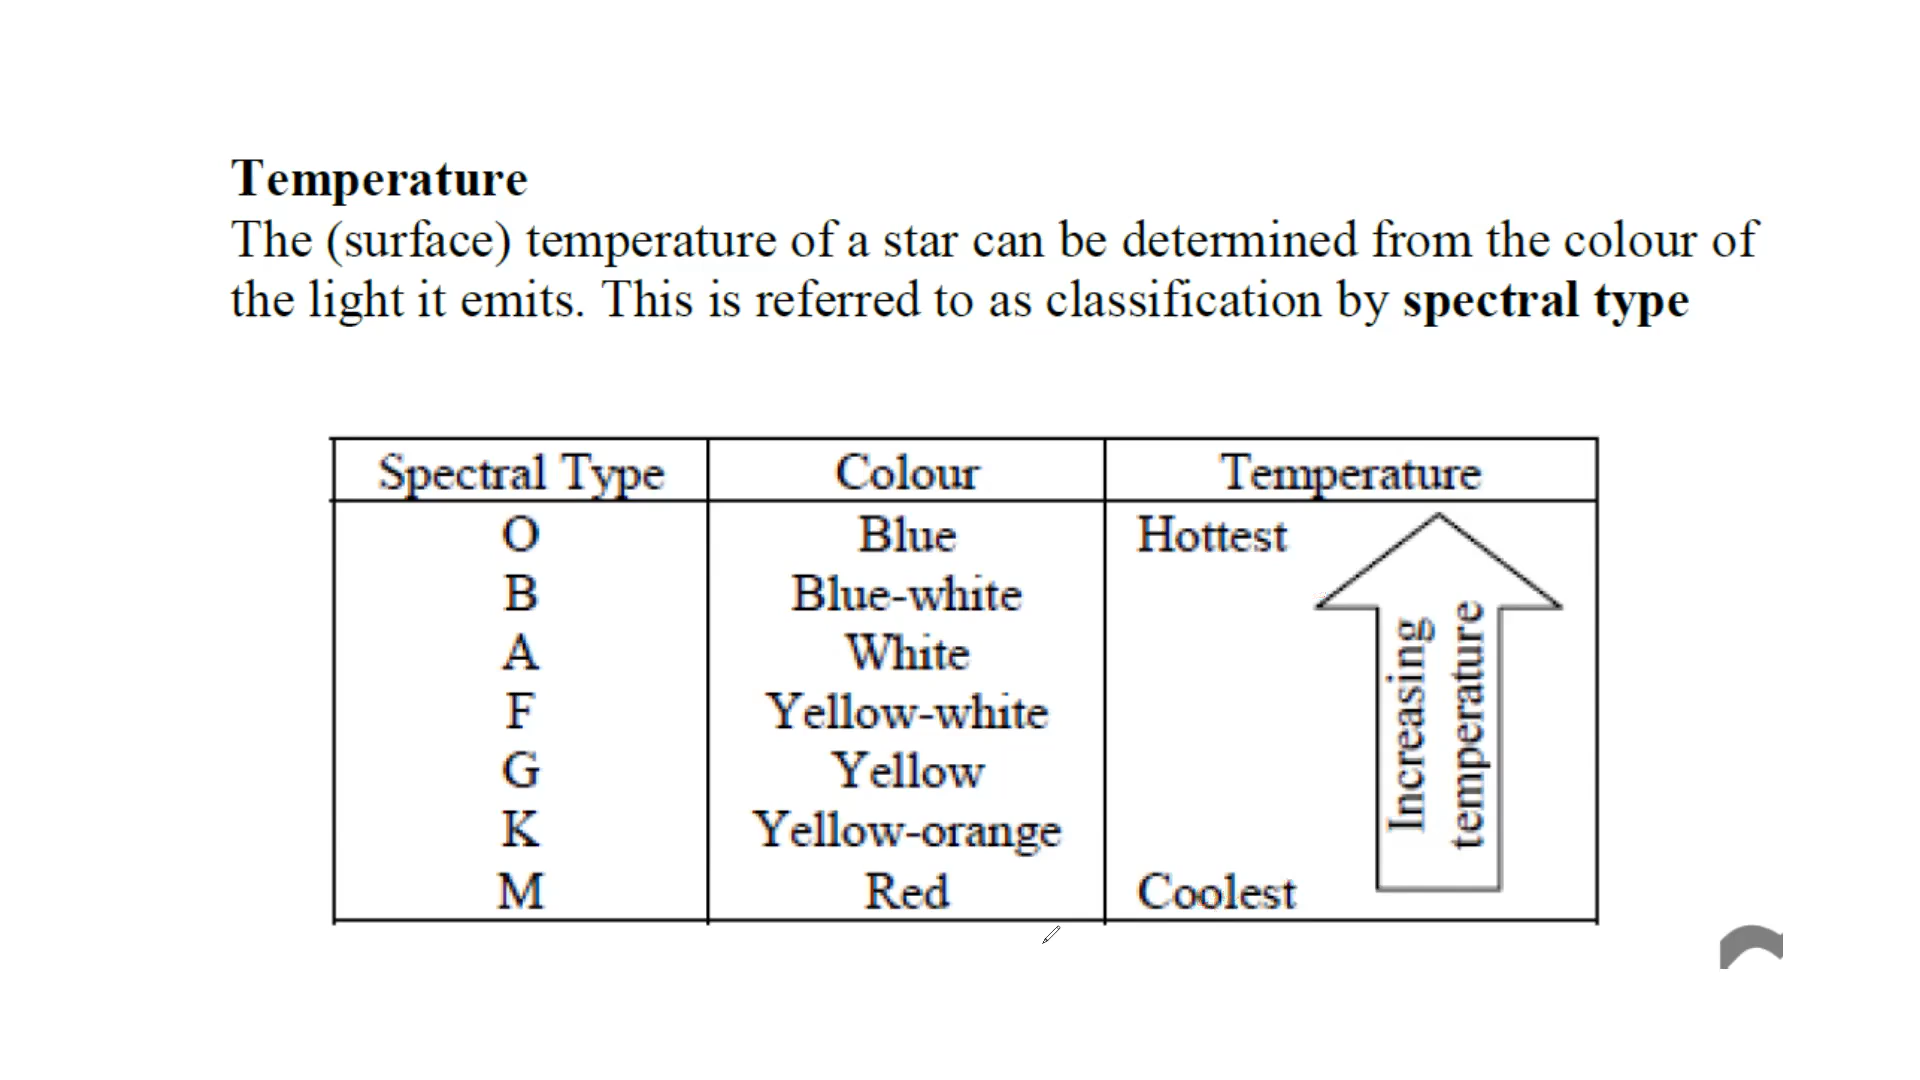 Temperature
The (surface) temperature of a star can be determined from the colour of
the light it emits. This is referred to as classification by spectral type
Spectral Type Colour Temperature
O Blue Hottest
B Blue-white
A White
F Yellow-white
G Yellow
K Yellow-orange
M Red Coolest
Increasing
temperature